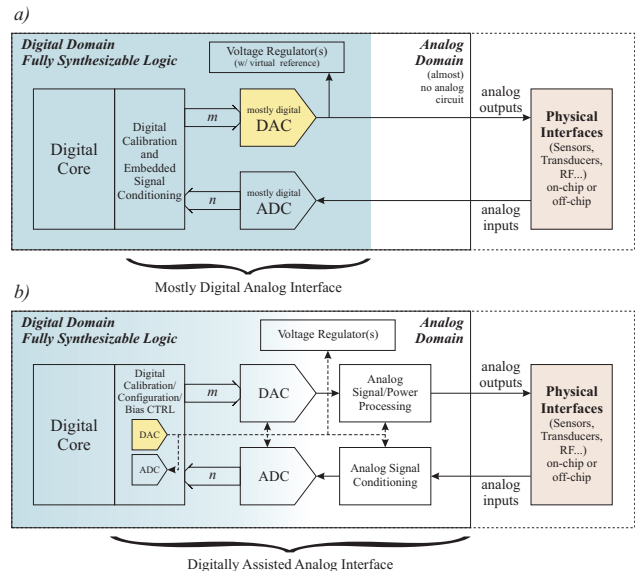 a)
Digital Domain
Fully Synthesizable Logic
Voltage Regulator(s)
(w/ virtual reference)
Analog
Domain
(almost)
no analog
circuit
analog
outputs
Digital
Core
Digital
Calibration
and
Embedded
Signal
Conditioning
m
mostly digital
DAC
n
mostly digital
ADC
Physical
Interfaces
(Sensors,
Transducers,
RF...)
on-chip or
off-chip
analog
inputs
Mostly Digital Analog Interface
b)
Digital Domain
Fully Synthesizable Logic
Voltage Regulator(s)
Analog
Domain
analog
outputs
Digital
Core
Digital
Calibration/
Configuration/
Bias CTRL
DAC
ADC
m
DAC
Analog
Signal/Power
Processing
n
ADC
Analog Signal
Conditioning
Physical
Interfaces
(Sensors,
Transducers,
RF...)
on-chip or
off-chip
analog
inputs
Digitally Assisted Analog Interface